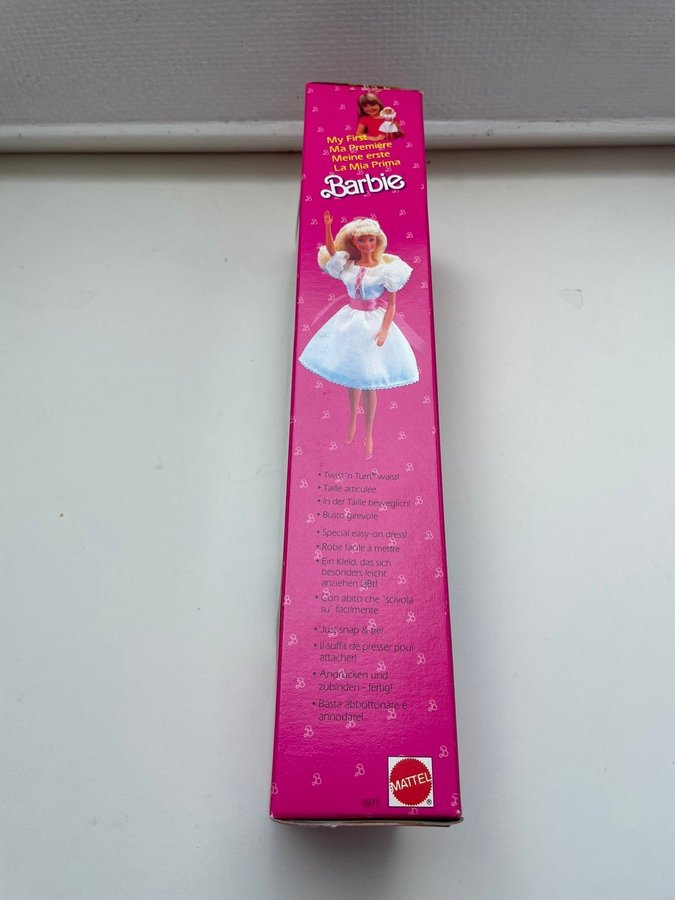 My First
Ma Première
Meine erste
La Mia Prima
Barbie
• Twist 'n Turn® waist!
• Taille articulée
• In der Taille beweglich!
• Busto girevole
• Special easy-on dress!
• Robe facile à mettre
• Ein Kleid, das sich
besonders leicht
anziehen läßt!
• Con abito che "scivola
su" facilmente
• Just snap & tie!
• Il suffit de presser pour
attacher!
• Andrücken und
zubinden - fertig!
• Basta abbottonare e
annodare!
MATTEL
®